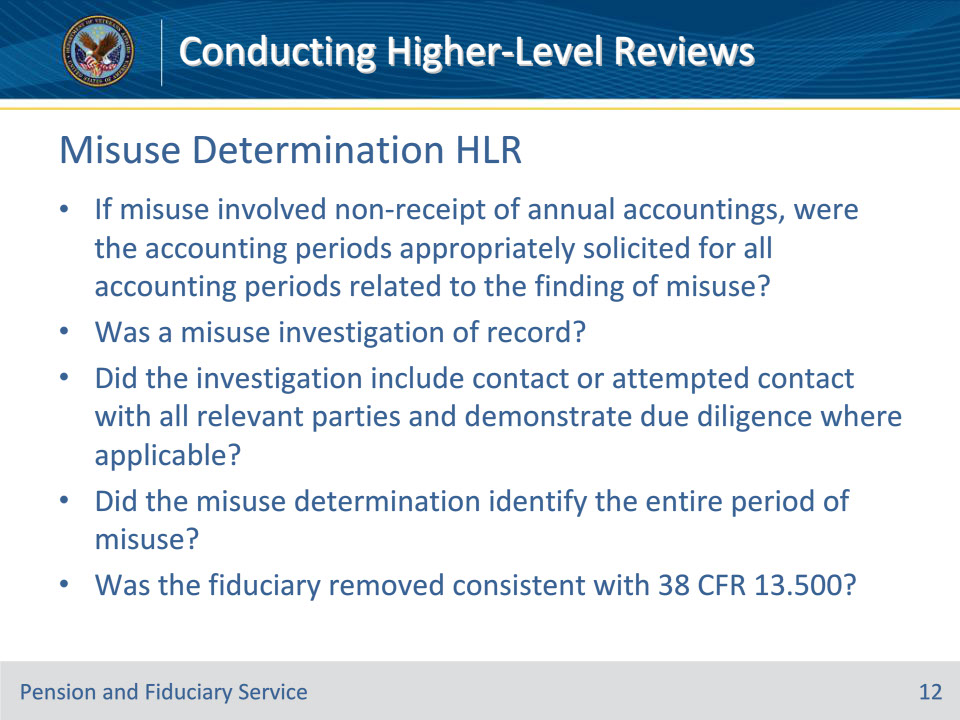 Conducting Higher-Level Reviews
Misuse Determination HLR
• If misuse involved non-receipt of annual accountings, were
the accounting periods appropriately solicited for all
accounting periods related to the finding of misuse?
• Was a misuse investigation of record?
• Did the investigation include contact or attempted contact
with all relevant parties and demonstrate due diligence where
applicable?
• Did the misuse determination identify the entire period of
misuse?
• Was the fiduciary removed consistent with 38 CFR 13.500?
Pension and Fiduciary Service
12